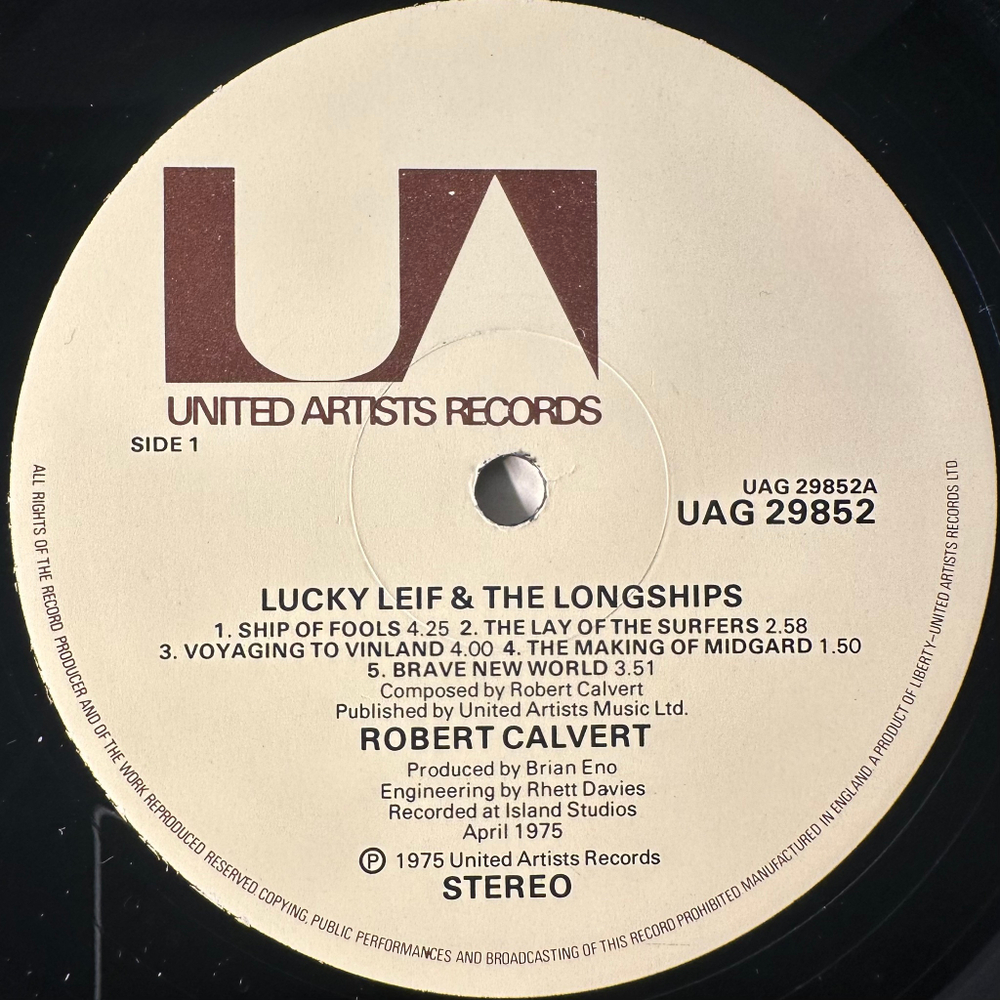 UA
UNITED ARTISTS RECORDS
SIDE 1
UAG 29852A
UAG 29852
LUCKY LEIF & THE LONGSHIPS
1. SHIP OF FOOLS 4.25 2. THE LAY OF THE SURFERS 2.58
3. VOYAGING TO VINLAND 4.00 4. THE MAKING OF MIDGARD 1.50
5. BRAVE NEW WORLD 3.51
Composed by Robert Calvert
Published by United Artists Music Ltd.
ROBERT CALVERT
Produced by Brian Eno
Engineering by Rhett Davies
Recorded at Island Studios
April 1975
Ⓟ 1975 United Artists Records
STEREO
ALL RIGHTS OF THE RECORD PRODUCER AND OF THE WORK REPRODUCED RESERVED. COPYING, PUBLIC PERFORMANCES AND BROADCASTING OF THIS RECORD PROHIBITED. MANUFACTURED IN ENGLAND. A PRODUCT OF LIBERTY–UNITED ARTISTS RECORDS LTD